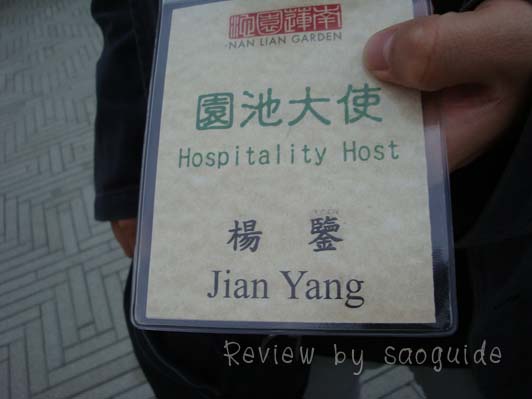 南蓮園池
NAN LIAN GARDEN
園池大使
Hospitality Host
楊 鑒
Jian Yang
Review by saoguide